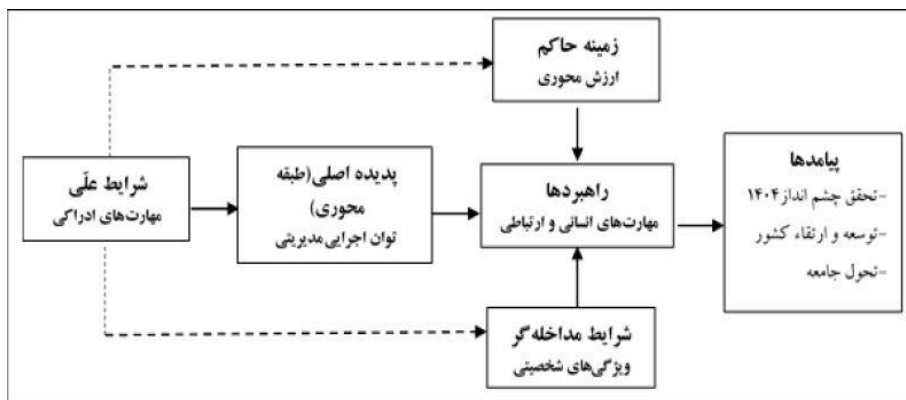 زمینه حاکم
ارزش محوری
شرایط علّی
مهارت‌های ادراکی
پدیده اصلی(طبقه
محوری)
توان اجرایی مدیریتی
راهبردها
مهارت‌های انسانی و ارتباطی
پیامدها
-تحقق چشم انداز۱۴۰۴
-توسعه و ارتقاء کشور
-تحول جامعه
شرایط مداخله‌گر
ویژگی‌های شخصیتی